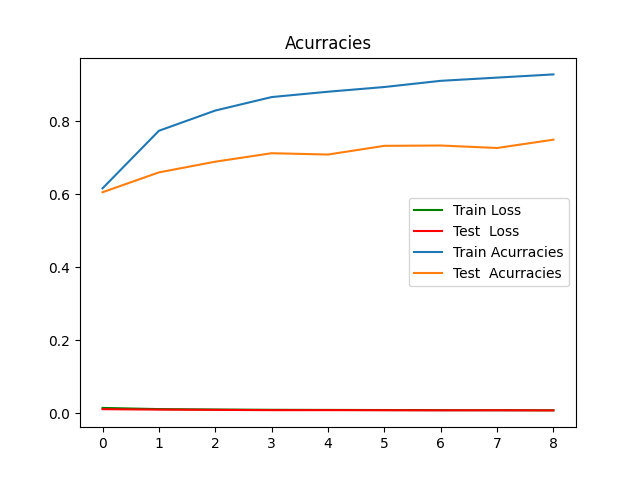 Acurracies
0.8
0.6
0.4
0.2
0.0
Train Loss
Test  Loss
Train Acurracies
Test  Acurracies
0 1 2 3 4 5 6 7 8